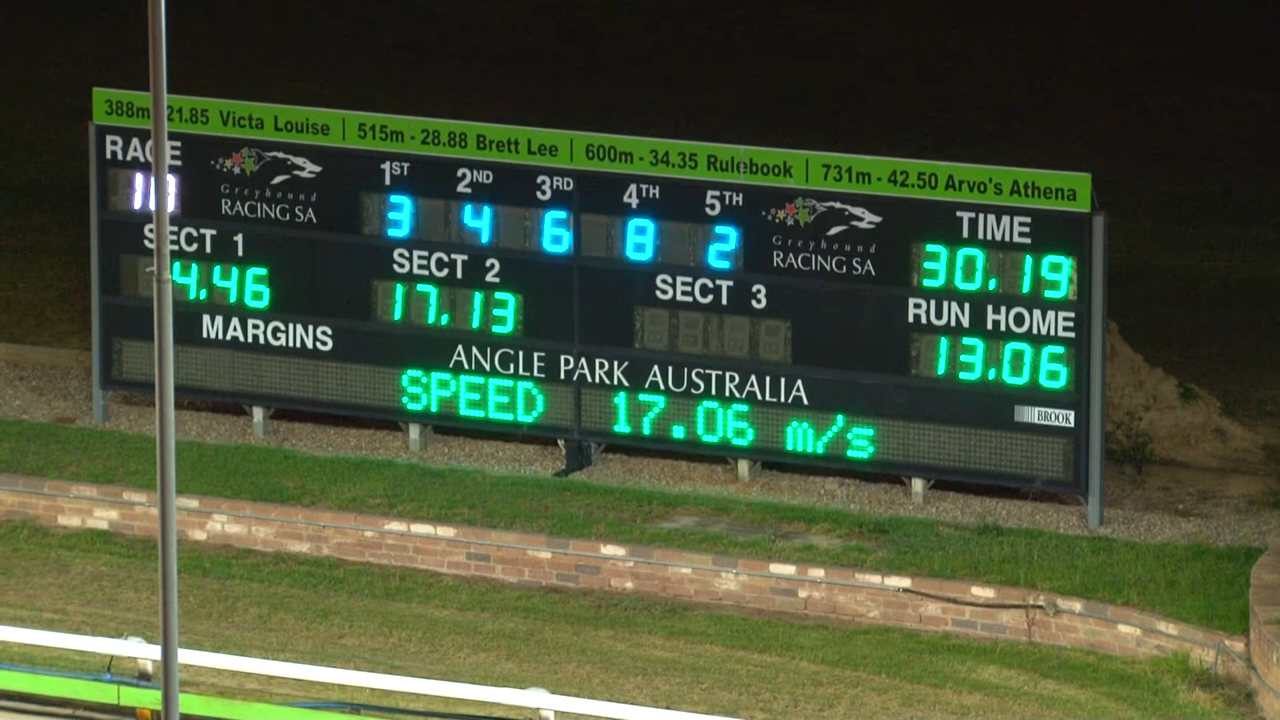 388m 21.85 Victa Louise | 515m - 28.88 Brett Lee | 600m - 34.35 Rulebook | 731m - 42.50 Arvo's Athena
RACE
Greyhound
RACING SA
1ST 2ND 3RD 4TH 5TH
3 4 6 8 2
Greyhound
RACING SA
TIME
30.19
SECT 1
4.46
SECT 2
17.13
SECT 3
RUN HOME
13.06
MARGINS
ANGLE PARK AUSTRALIA
SPEED 17.06 m/s
BROOK